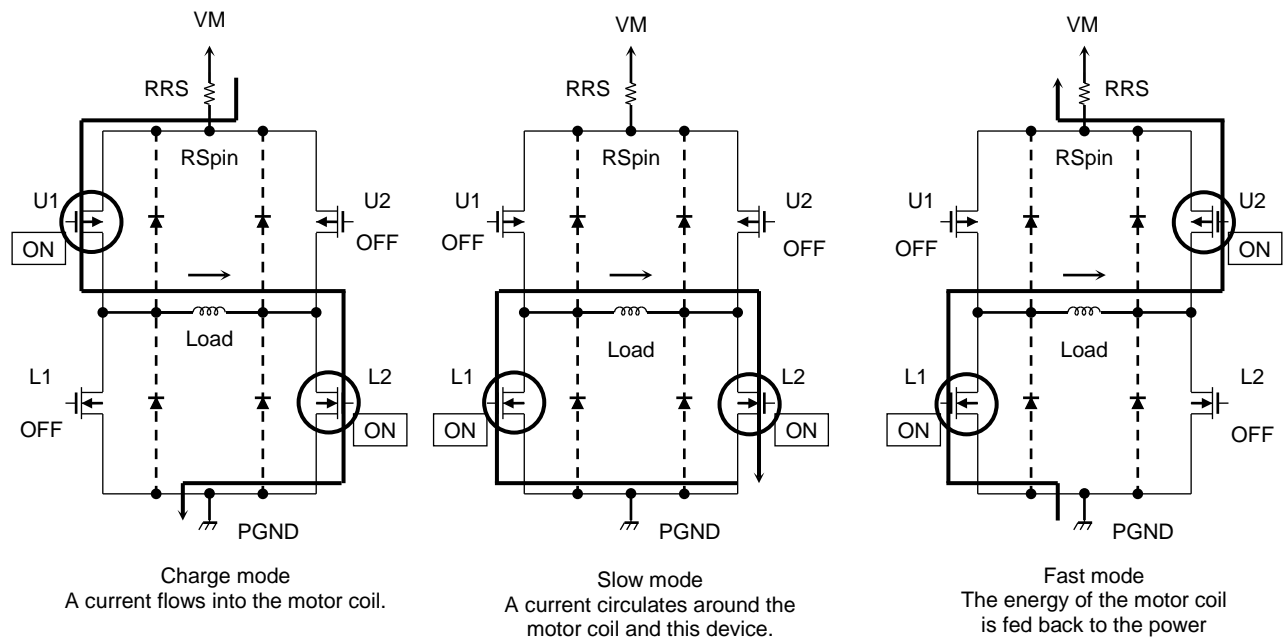 VM
RRS
RSpin
U1
ON
U2
OFF
Load
L1
OFF
L2
ON
PGND
Charge mode
A current flows into the motor coil.
VM
RRS
RSpin
U1
OFF
U2
OFF
Load
L1
ON
L2
ON
PGND
Slow mode
A current circulates around the
motor coil and this device.
VM
RRS
RSpin
U1
OFF
U2
ON
Load
L1
ON
L2
OFF
PGND
Fast mode
The energy of the motor coil
is fed back to the power